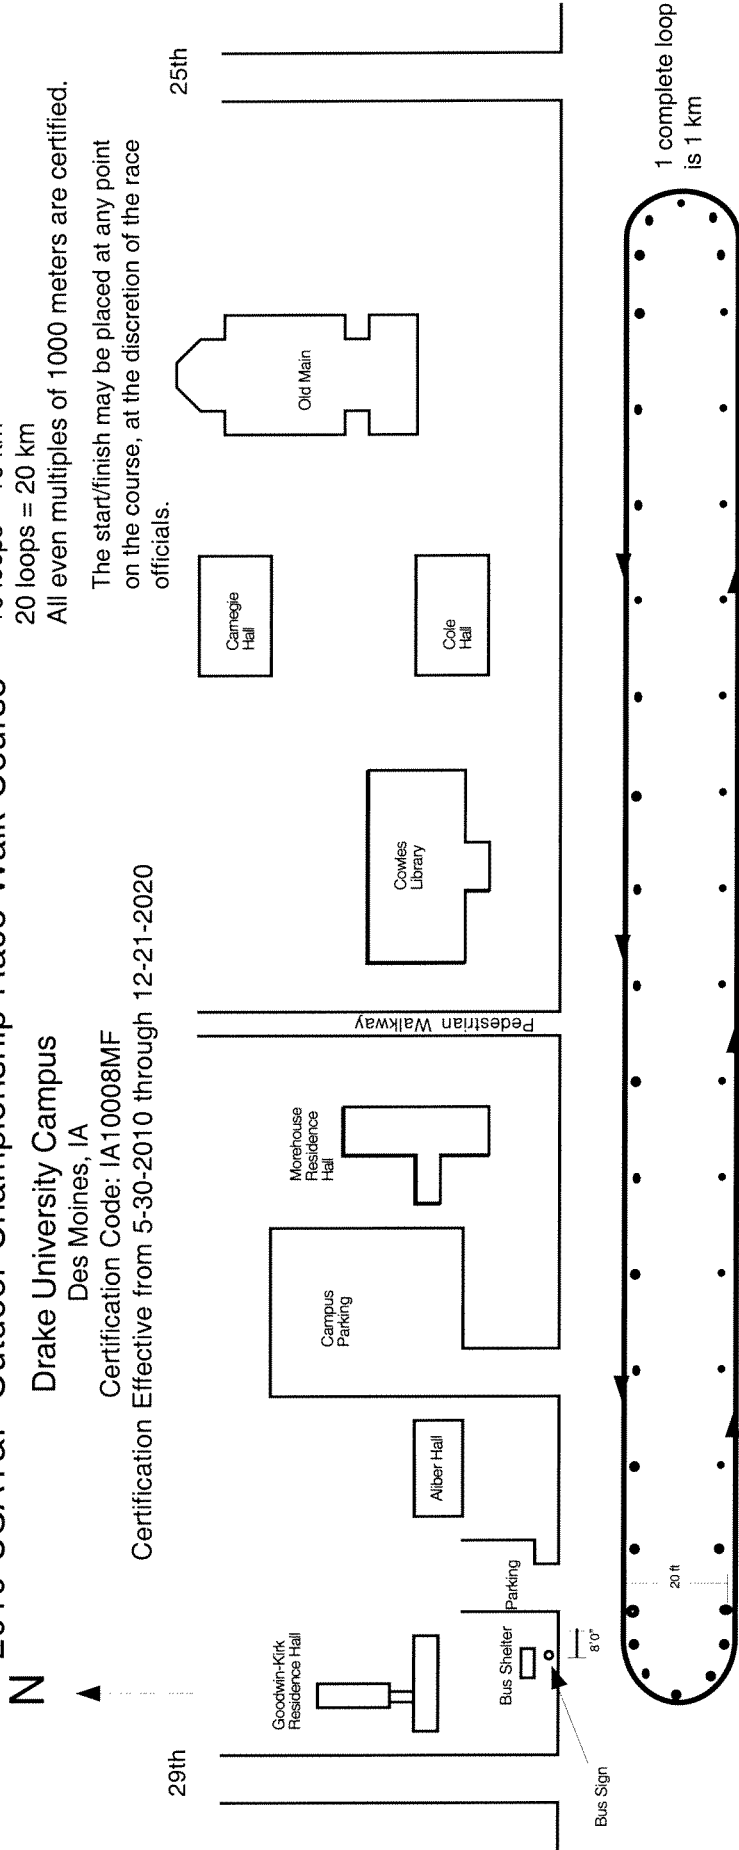 Drake University Campus
Des Moines, IA
Certification Code: IA10008MF
Certification Effective from 5-30-2010 through 12-21-2020
20 loops = 20 km
All even multiples of 1000 meters are certified.
The start/finish may be placed at any point
on the course, at the discretion of the race
officials.
N
29th
25th
Goodwin-Kirk
Residence Hall
Bus Shelter
Bus Sign
8'0"
Parking
Aliber Hall
Campus
Parking
Morehouse
Residence
Hall
Pedestrian Walkway
Cowles
Library
Carnegie
Hall
Cole
Hall
Old Main
20 ft
1 complete loop
is 1 km